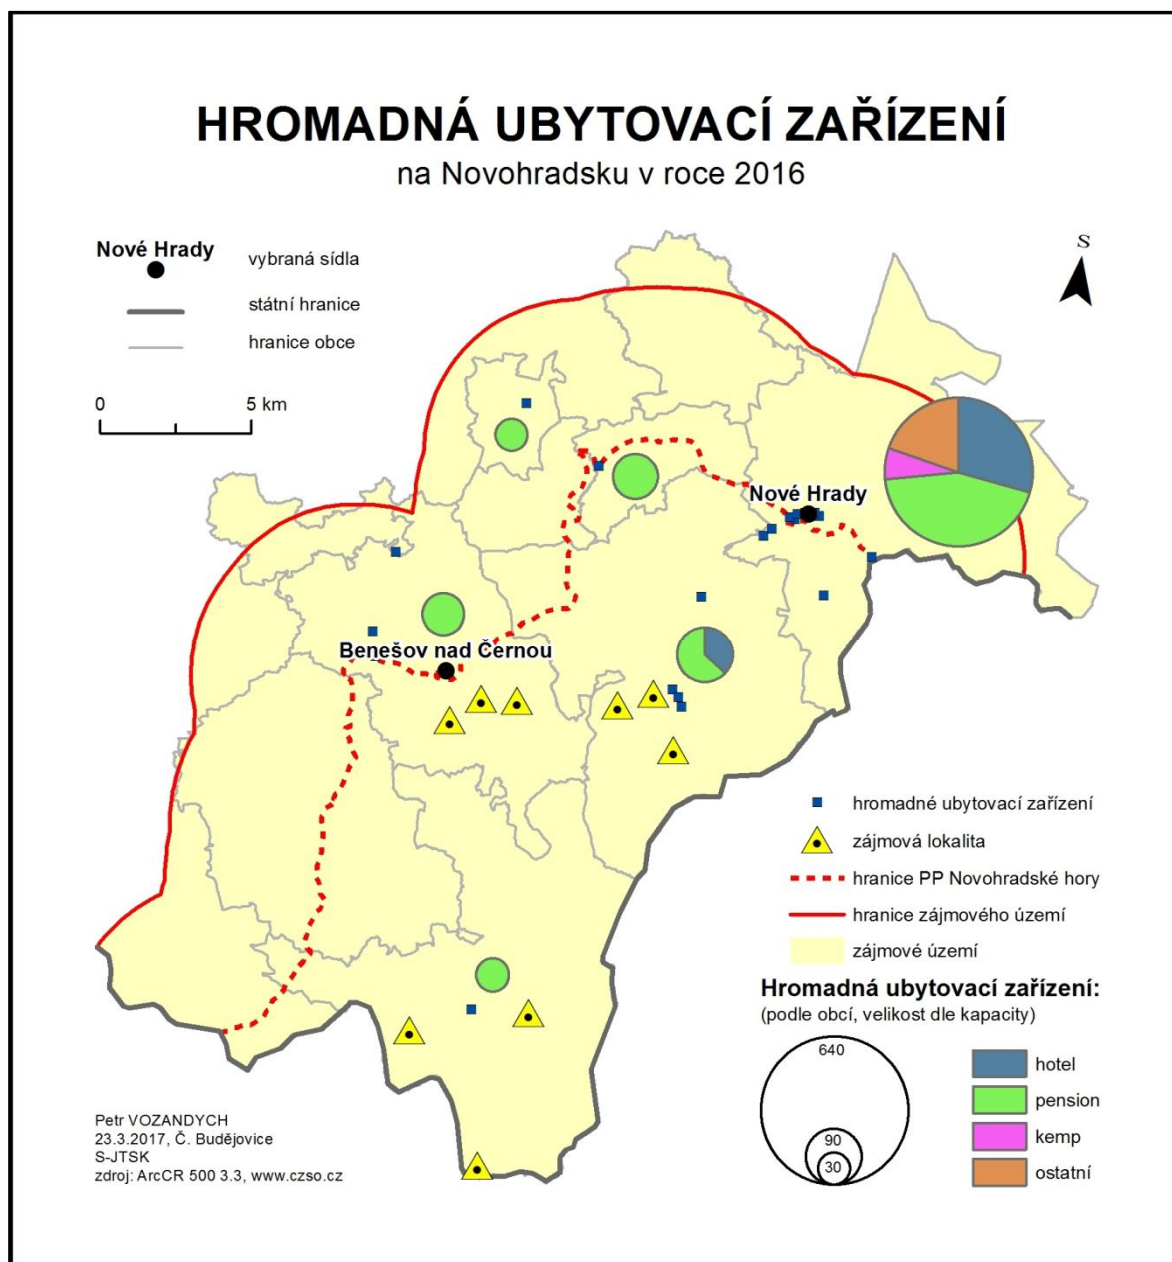 HROMADNÁ UBYTOVACÍ ZAŘÍZENÍ
na Novohradsku v roce 2016
Nové Hrady
vybraná sídla
státní hranice
hranice obce
0 5 km
S
Nové Hrady
Benešov nad Černou
hromadné ubytovací zařízení
zájmová lokalita
hranice PP Novohradské hory
hranice zájmového území
zájmové území
Hromadná ubytovací zařízení:
(podle obcí, velikost dle kapacity)
640
90
30
hotel
pension
kemp
ostatní
Petr VOZANDYCH
23.3.2017, Č. Budějovice
S-JTSK
zdroj: ArcCR 500 3.3, www.czso.cz